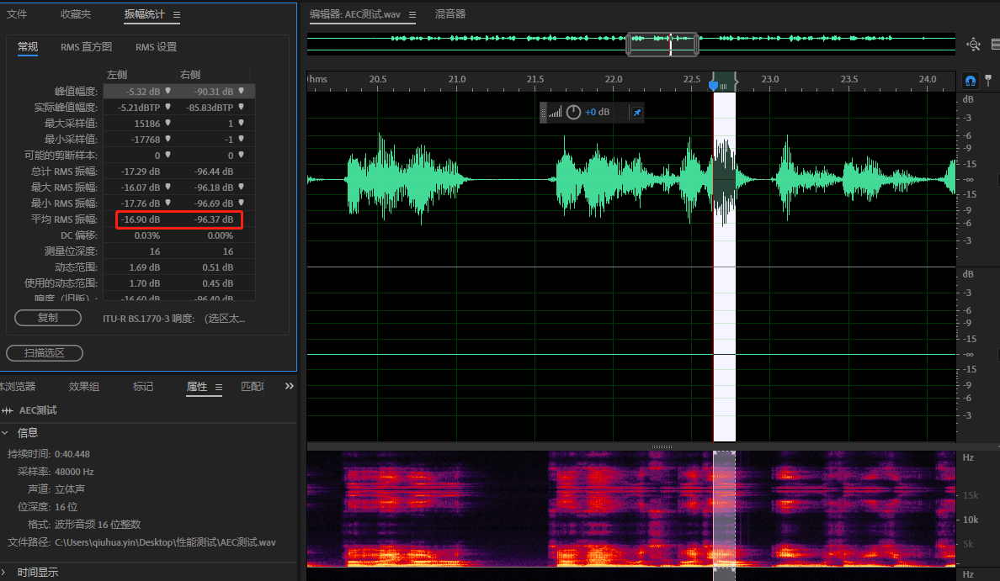 文件 收藏夹 振幅统计
常规 RMS 直方图 RMS 设置
左侧 右侧
峰值幅度: -5.32 dB -90.31 dB
实际峰值幅度: -5.21dBTP -85.83dBTP
最大采样值: 15186 1
最小采样值: -17768 -1
可能的剪断样本: 0 0
总计 RMS 振幅: -17.29 dB -96.44 dB
最大 RMS 振幅: -16.07 dB -96.18 dB
最小 RMS 振幅: -17.76 dB -96.69 dB
平均 RMS 振幅: -16.90 dB -96.37 dB
DC 偏移: 0.03% 0.00%
测量位深度: 16 16
动态范围: 1.69 dB 0.51 dB
使用的动态范围: 1.70 dB 0.45 dB
响度（旧版）: -16.60 dB -96.40 dB
复制 ITU-R BS.1770-3 响度: (选区太...
扫描选区
体浏览器 效果组 标记 属性 匹配
AEC测试
信息
持续时间: 0:40.448
采样率: 48000 Hz
声道: 立体声
位深度: 16 位
格式: 波形音频 16 位整数
文件路径: C:\Users\qiuhua.yin\Desktop\性能测试\AEC测试.wav
时间显示
编辑器: AEC测试.wav 混音器
hms 20.5 21.0 21.5 22.0 22.5 23.0 23.5 24.0
+0 dB
dB
-3
-6
-9
-15
-∞
-15
-9
-6
-3
dB
-3
-6
-9
-15
-∞
-15
-9
-6
-3
Hz
15k
10k
5k
Hz